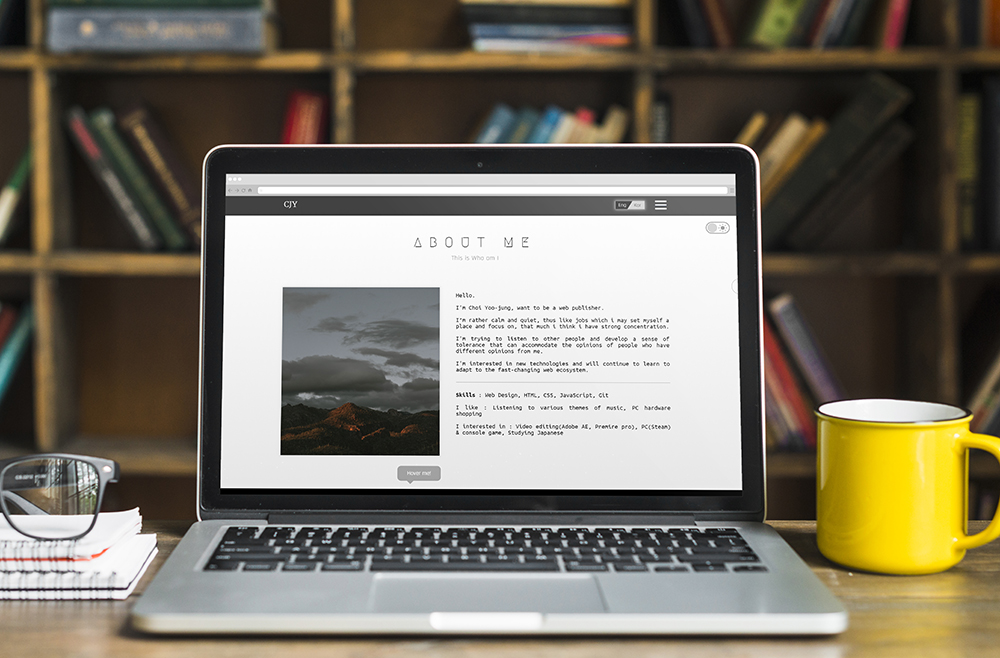 CJY
Eng
ABOUT ME
This is Who am I
Hello.
I'm Choi Yoo-jung, want to be a web publisher.
I'm rather calm and quiet, thus like jobs which i may set myself a
place and focus on, that much i think i have strong concentration.
I'm trying to listen to other people and develop a sense of
tolerance that can accommodate the opinions of people who have
different opinions from me.
I'm interested in new technologies and will continue to learn to
adapt to the fast-changing web ecosystem.
Skills : Web Design, HTML, CSS, JavaScript, Git
I like : Listening to various themes of music, PC hardware
shopping
I interested in : Video editing(Adobe AE, Premire pro), PC(Steam)
& console game, Studying Japanese
Hover me!